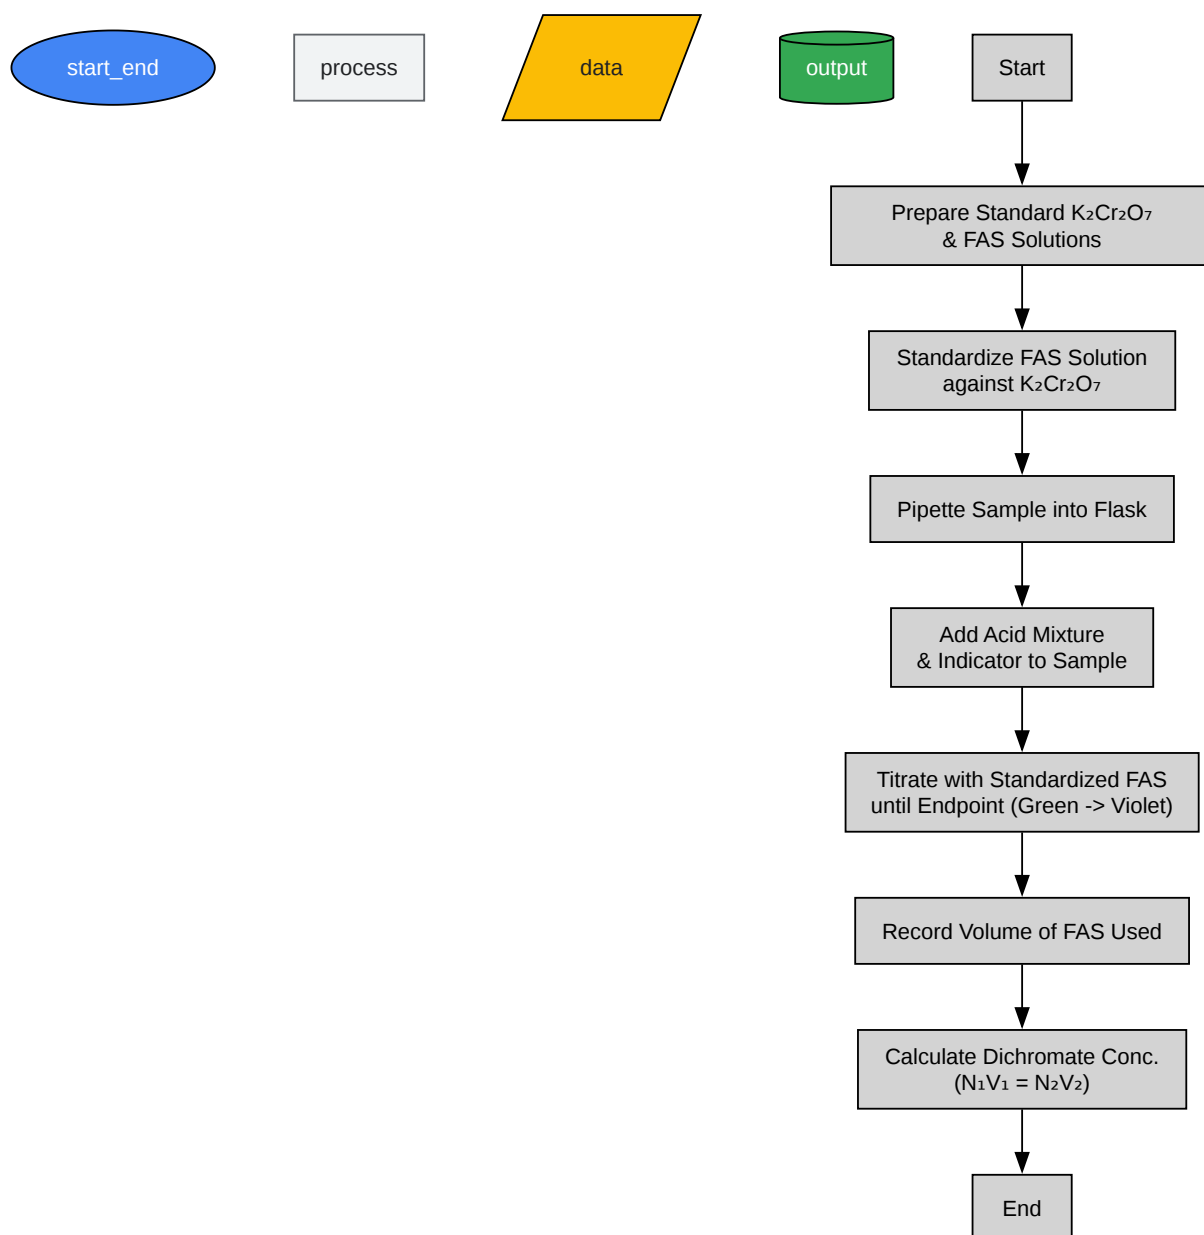 start_end
process
data
output
Start
Prepare Standard K₂Cr₂O₇
& FAS Solutions
Standardize FAS Solution
against K₂Cr₂O₇
Pipette Sample into Flask
Add Acid Mixture
& Indicator to Sample
Titrate with Standardized FAS
until Endpoint (Green -> Violet)
Record Volume of FAS Used
Calculate Dichromate Conc.
(N₁V₁ = N₂V₂)
End